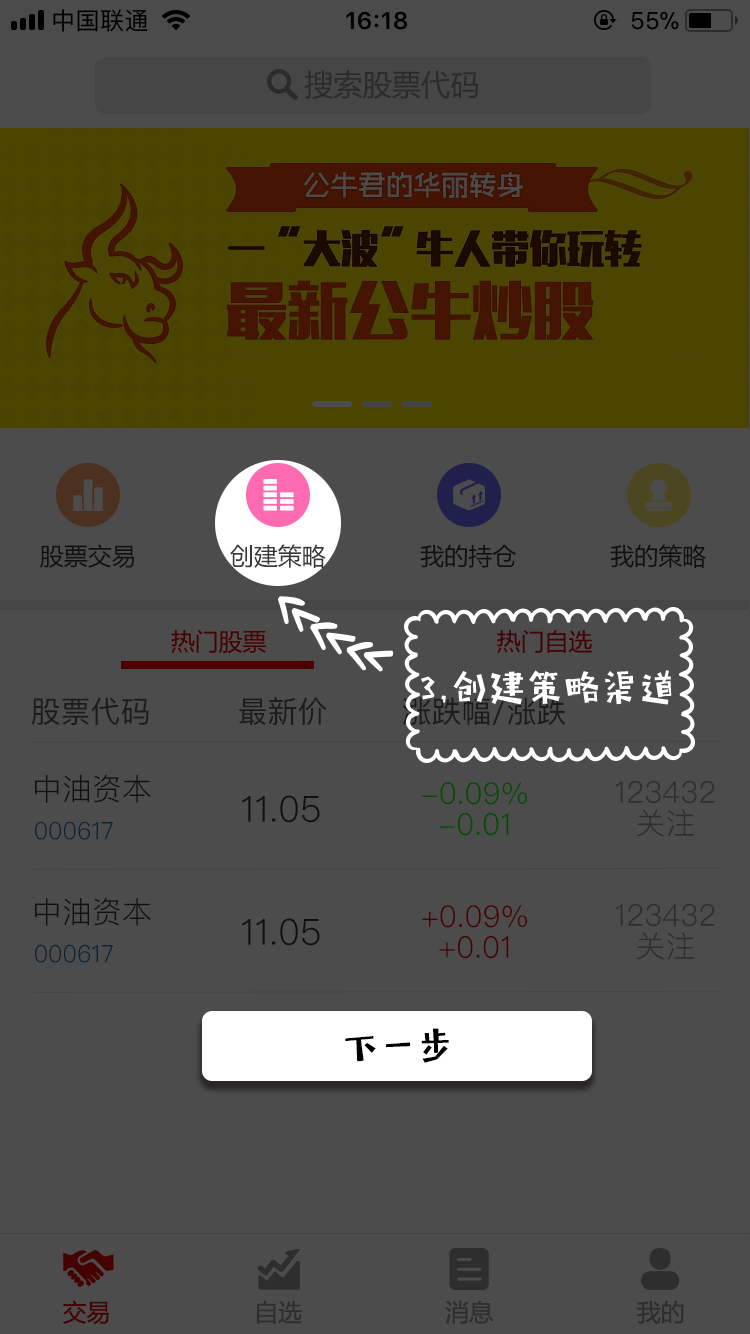 中国联通 16:18 55%
搜索股票代码
公牛君的华丽转身
一“大波”牛人带你玩转
最新公牛炒股
股票交易 创建策略 我的持仓 我的策略
热门股票 热门自选
3,创建策略渠道
股票代码 最新价 涨跌幅/涨跌
中油资本 11.05 -0.09% 123432
000617 -0.01 关注
中油资本 11.05 +0.09% 123432
000617 +0.01 关注
下一步
交易 自选 消息 我的